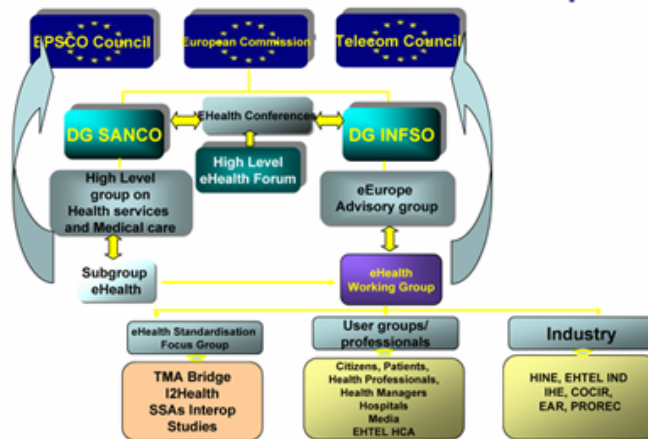 EPSCO Council
European Commission
Telecom Council
DG SANCO
EHealth Conferences
DG INFSO
High Level
eHealth Forum
High Level
group on
Health services
and Medical care
eEurope
Advisory group
Subgroup
eHealth
eHealth
Working Group
eHealth Standardisation
Focus Group
User groups/
professionals
Industry
TMA Bridge
I2Health
SSAs Interop
Studies
Citizens, Patients,
Health Professionals,
Health Managers
Hospitals
Media
EHTEL HCA
HINE, EHTEL IND
IHE, COCIR,
EAR, PROREC